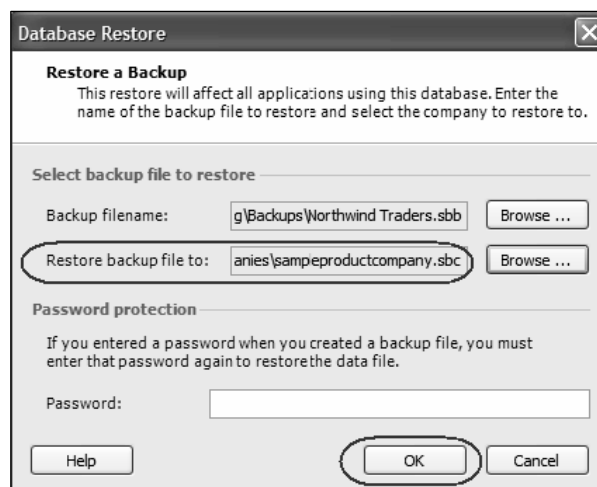 Database Restore
Restore a Backup
This restore will affect all applications using this database. Enter the
name of the backup file to restore and select the company to restore to.
Select backup file to restore
Backup filename: g\Backups\Northwind Traders.sbb Browse ...
Restore backup file to: anies\sampleproductcompany.sbc Browse ...
Password protection
If you entered a password when you created a backup file, you must
enter that password again to restore the data file.
Password:
Help OK Cancel